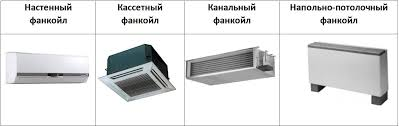 Настенный
фанкойл
Кассетный
фанкойл
Канальный
фанкойл
Напольно-потолочный
фанкойл